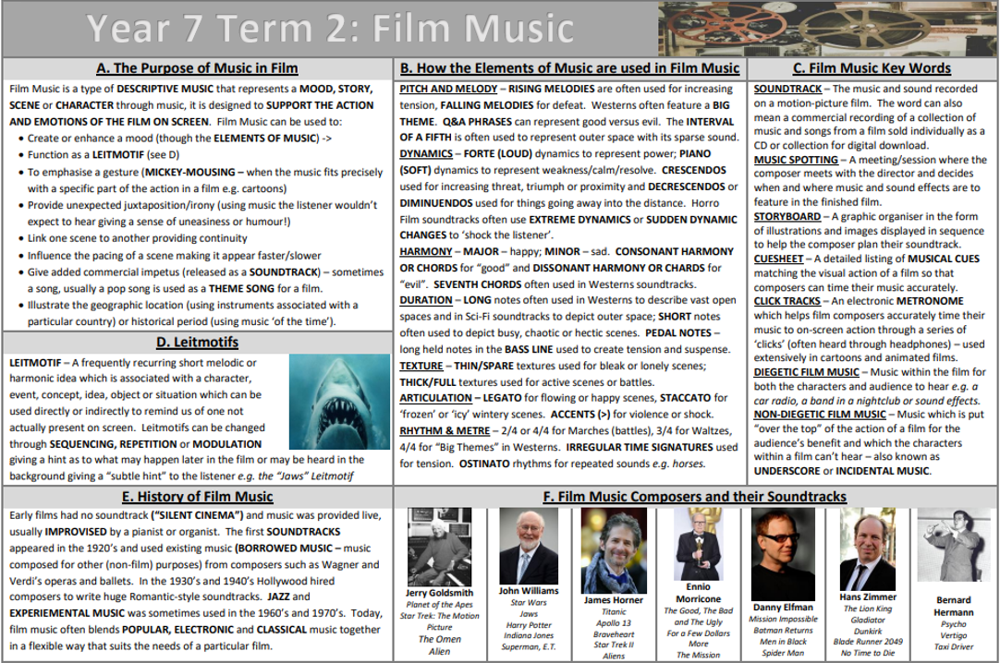 Year 7 Term 2: Film Music
A. The Purpose of Music in Film
Film Music is a type of DESCRIPTIVE MUSIC that represents a MOOD, STORY,
SCENE or CHARACTER through music, it is designed to SUPPORT THE ACTION
AND EMOTIONS OF THE FILM ON SCREEN. Film Music can be used to:
• Create or enhance a mood (though the ELEMENTS OF MUSIC) ->
• Function as a LEITMOTIF (see D)
• To emphasise a gesture (MICKEY-MOUSING – when the music fits precisely
with a specific part of the action in a film e.g. cartoons)
• Provide unexpected juxtaposition/irony (using music the listener wouldn't
expect to hear giving a sense of uneasiness or humour!)
• Link one scene to another providing continuity
• Influence the pacing of a scene making it appear faster/slower
• Give added commercial impetus (released as a SOUNDTRACK) – sometimes
a song, usually a pop song is used as a THEME SONG for a film.
• Illustrate the geographic location (using instruments associated with a
particular country) or historical period (using music 'of the time').
B. How the Elements of Music are used in Film Music
PITCH AND MELODY – RISING MELODIES are often used for increasing
tension, FALLING MELODIES for defeat. Westerns often feature a BIG
THEME. Q&A PHRASES can represent good versus evil. The INTERVAL
OF A FIFTH is often used to represent outer space with its sparse sound.
DYNAMICS – FORTE (LOUD) dynamics to represent power; PIANO
(SOFT) dynamics to represent weakness/calm/resolve. CRESCENDOS
used for increasing threat, triumph or proximity and DECRESCENDOS or
DIMINUENDOS used for things going away into the distance. Horro
Film soundtracks often use EXTREME DYNAMICS or SUDDEN DYNAMIC
CHANGES to 'shock the listener'.
HARMONY – MAJOR – happy; MINOR – sad. CONSONANT HARMONY
OR CHORDS for "good" and DISSONANT HARMONY OR CHARDS for
"evil". SEVENTH CHORDS often used in Westerns soundtracks.
DURATION – LONG notes often used in Westerns to describe vast open
spaces and in Sci-Fi soundtracks to depict outer space; SHORT notes
often used to depict busy, chaotic or hectic scenes. PEDAL NOTES –
long held notes in the BASS LINE used to create tension and suspense.
TEXTURE – THIN/SPARE textures used for bleak or lonely scenes;
THICK/FULL textures used for active scenes or battles.
ARTICULATION – LEGATO for flowing or happy scenes, STACCATO for
'frozen' or 'icy' wintery scenes. ACCENTS (>) for violence or shock.
RHYTHM & METRE – 2/4 or 4/4 for Marches (battles), 3/4 for Waltzes,
4/4 for "Big Themes" in Westerns. IRREGULAR TIME SIGNATURES used
for tension. OSTINATO rhythms for repeated sounds e.g. horses.
C. Film Music Key Words
SOUNDTRACK – The music and sound recorded
on a motion-picture film. The word can also
mean a commercial recording of a collection of
music and songs from a film sold individually as a
CD or collection for digital download.
MUSIC SPOTTING – A meeting/session where the
composer meets with the director and decides
when and where music and sound effects are to
feature in the finished film.
STORYBOARD – A graphic organiser in the form
of illustrations and images displayed in sequence
to help the composer plan their soundtrack.
CUESHEET – A detailed listing of MUSICAL CUES
matching the visual action of a film so that
composers can time their music accurately.
CLICK TRACKS – An electronic METRONOME
which helps film composers accurately time their
music to on-screen action through a series of
'clicks' (often heard through headphones) – used
extensively in cartoons and animated films.
DIEGETIC FILM MUSIC – Music within the film for
both the characters and audience to hear e.g. a
car radio, a band in a nightclub or sound effects.
NON-DIEGETIC FILM MUSIC – Music which is put
"over the top" of the action of a film for the
audience's benefit and which the characters
within a film can't hear – also known as
UNDERSCORE or INCIDENTAL MUSIC.
D. Leitmotifs
LEITMOTIF – A frequently recurring short melodic or
harmonic idea which is associated with a character,
event, concept, idea, object or situation which can be
used directly or indirectly to remind us of one not
actually present on screen. Leitmotifs can be changed
through SEQUENCING, REPETITION or MODULATION
giving a hint as to what may happen later in the film or may be heard in the
background giving a "subtle hint" to the listener e.g. the "Jaws" Leitmotif
E. History of Film Music
Early films had no soundtrack ("SILENT CINEMA") and music was provided live,
usually IMPROVISED by a pianist or organist. The first SOUNDTRACKS
appeared in the 1920's and used existing music (BORROWED MUSIC – music
composed for other (non-film) purposes) from composers such as Wagner and
Verdi's operas and ballets. In the 1930's and 1940's Hollywood hired
composers to write huge Romantic-style soundtracks. JAZZ and
EXPERIEMENTAL MUSIC was sometimes used in the 1960's and 1970's. Today,
film music often blends POPULAR, ELECTRONIC and CLASSICAL music together
in a flexible way that suits the needs of a particular film.
F. Film Music Composers and their Soundtracks
Jerry Goldsmith
Planet of the Apes
Star Trek: The Motion
Picture
The Omen
Alien
John Williams
Star Wars
Jaws
Harry Potter
Indiana Jones
Superman, E.T.
James Horner
Titanic
Apollo 13
Braveheart
Star Trek II
Aliens
Ennio
Morricone
The Good, The Bad
and The Ugly
For a Few Dollars
More
The Mission
Danny Elfman
Mission Impossible
Batman Returns
Men in Black
Spider Man
Hans Zimmer
The Lion King
Gladiator
Dunkirk
Blade Runner 2049
No Time to Die
Bernard
Hermann
Psycho
Vertigo
Taxi Driver